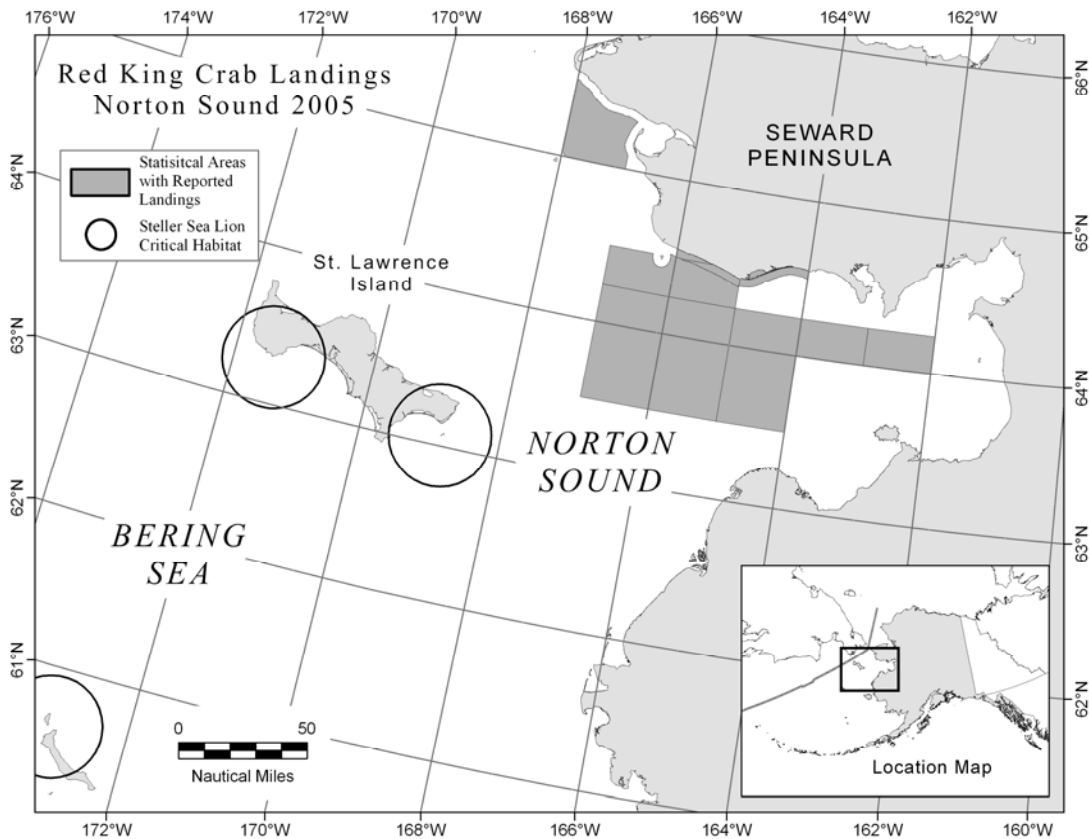 176°W 174°W 172°W 170°W 168°W 166°W 164°W 162°W
Red King Crab Landings
Norton Sound 2005
Statisitcal Areas
with Reported
Landings
Steller Sea Lion
Critical Habitat
SEWARD
PENINSULA
St. Lawrence
Island
NORTON
SOUND
BERING
SEA
64°N
63°N
62°N
61°N
66°N
65°N
64°N
63°N
62°N
0 50
Nautical Miles
Location Map
172°W 170°W 168°W 166°W 164°W 162°W 160°W